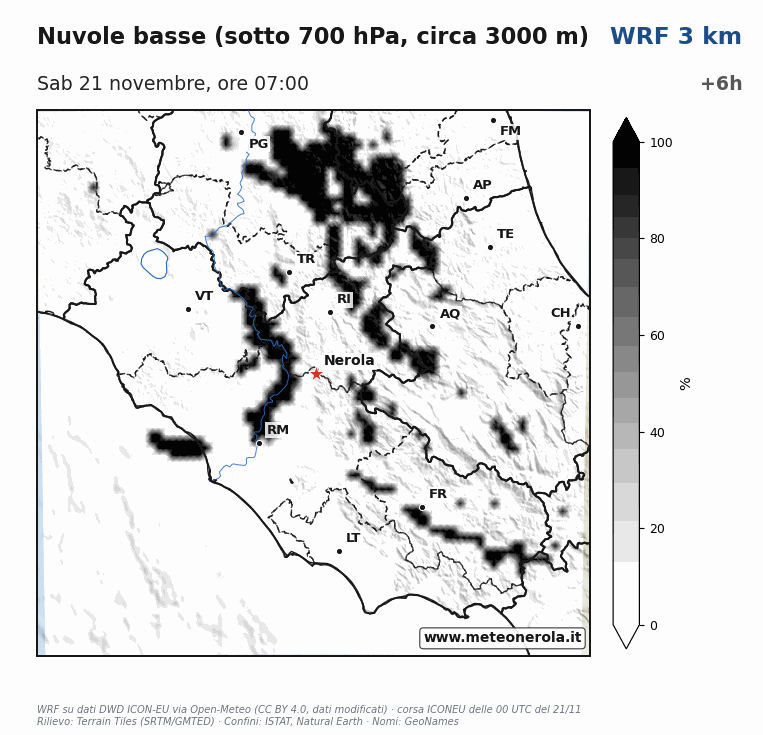 Nuvole basse (sotto 700 hPa, circa 3000 m) WRF 3 km
Sab 21 novembre, ore 07:00 +6h
FM
PG
AP
TE
TR
VT
RI
AQ
CH
Nerola
RM
FR
LT
www.meteonerola.it
100
80
60
40
20
0
%
WRF su dati DWD ICON-EU via Open-Meteo (CC BY 4.0, dati modificati) · corsa ICONEU delle 00 UTC del 21/11
Rilievo: Terrain Tiles (SRTM/GMTED) · Confini: ISTAT, Natural Earth · Nomi: GeoNames